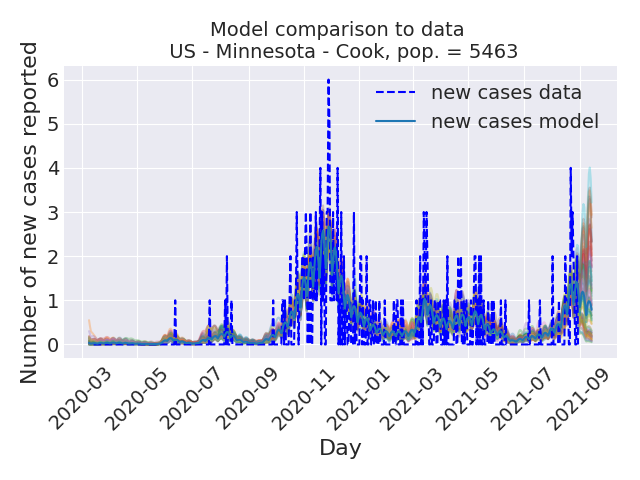 Model comparison to data
US - Minnesota - Cook, pop. = 5463
Number of new cases reported
6
5
4
3
2
1
0
new cases data
new cases model
2020-03
2020-05
2020-07
2020-09
2020-11
2021-01
2021-03
2021-05
2021-07
2021-09
Day